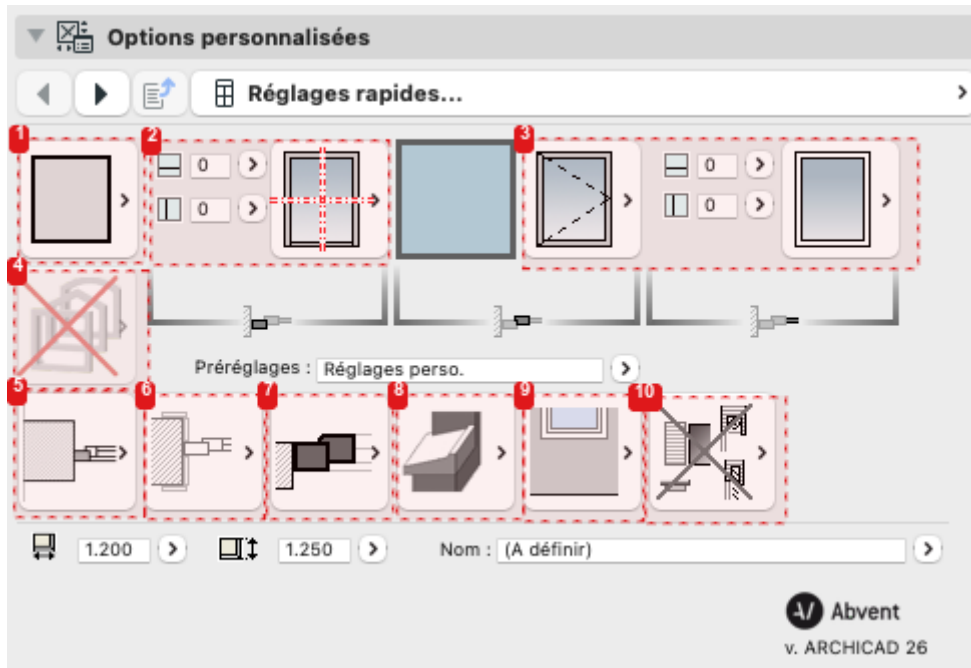 Options personnalisées
Réglages rapides...
1
2
3
0
0
0
0
4
Préréglages : Réglages perso.
5
6
7
8
9
10
1.200
1.250
Nom : (A définir)
Abvent
v. ARCHICAD 26